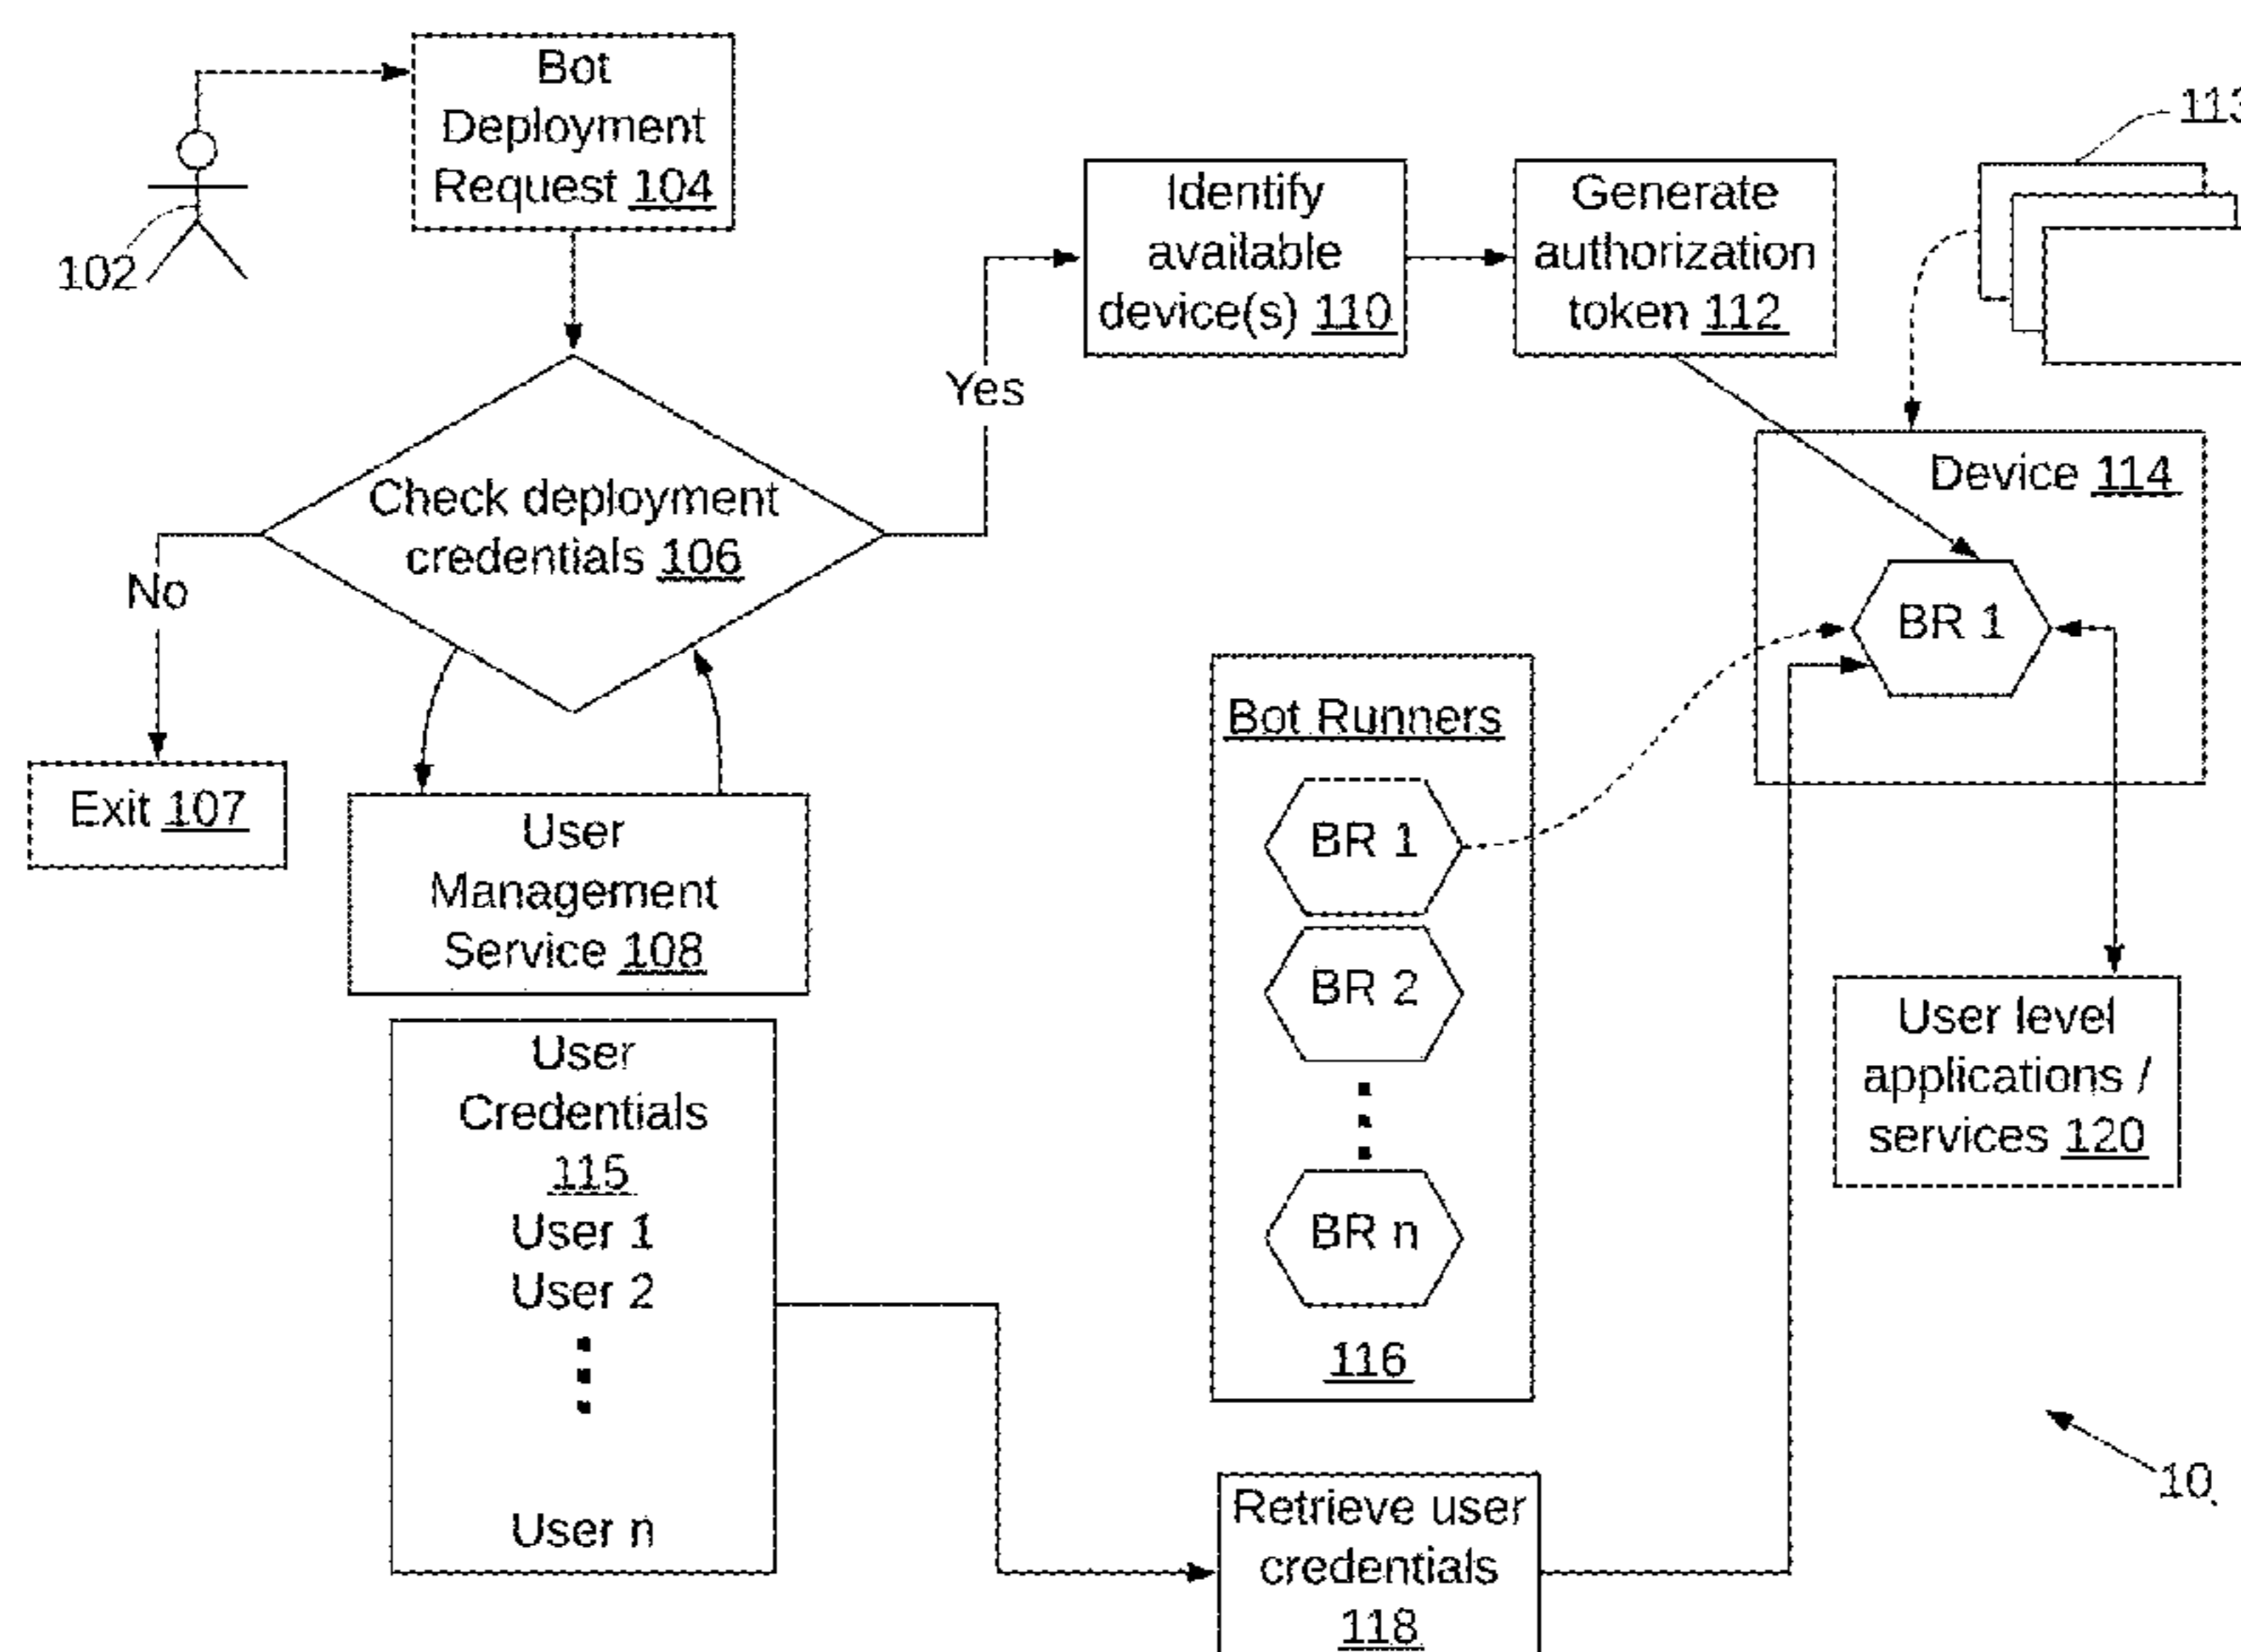 Bot
Deployment
Request 104
102
Identify
available
device(s) 110
Generate
authorization
token 112
113
Yes
Check deployment
credentials 106
No
Exit 107
User
Management
Service 108
Device 114
BR 1
Bot Runners
BR 1
BR 2
BR n
116
User level
applications /
services 120
User
Credentials
115
User 1
User 2
User n
Retrieve user
credentials
118
10